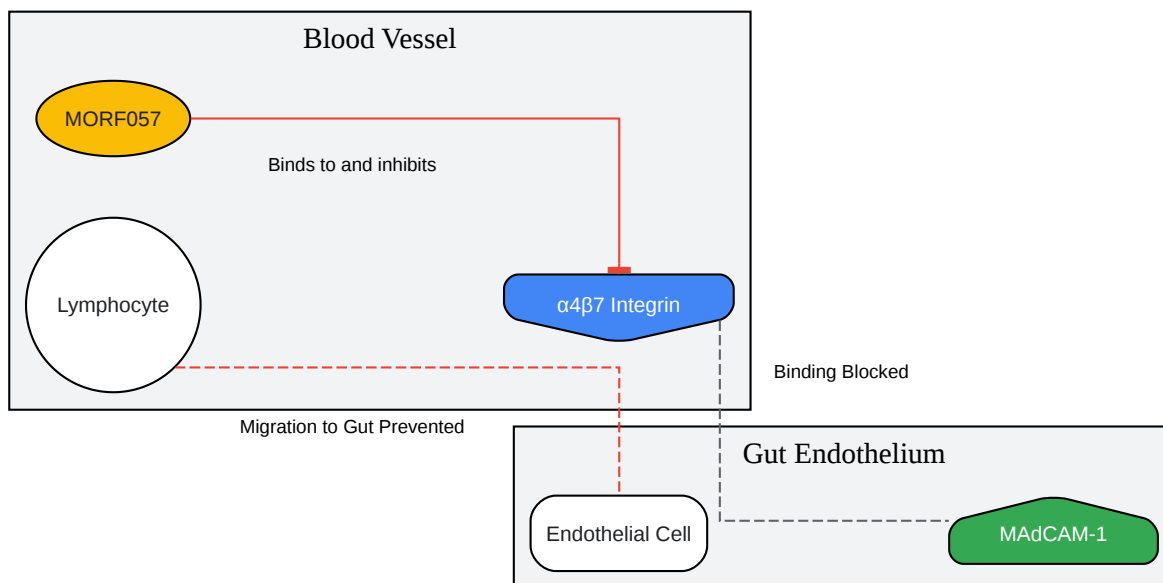 Blood Vessel
MORF057
Binds to and inhibits
Lymphocyte
α4β7 Integrin
Binding Blocked
Migration to Gut Prevented
Gut Endothelium
Endothelial Cell
MAdCAM-1